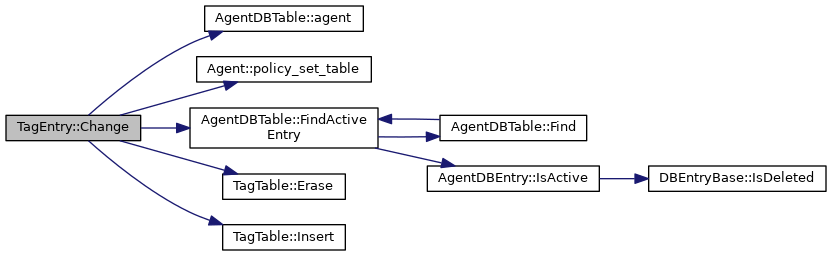 AgentDBTable::agent
Agent::policy_set_table
TagEntry::Change
AgentDBTable::FindActive
Entry
AgentDBTable::Find
AgentDBEntry::IsActive
DBEntryBase::IsDeleted
TagTable::Erase
TagTable::Insert